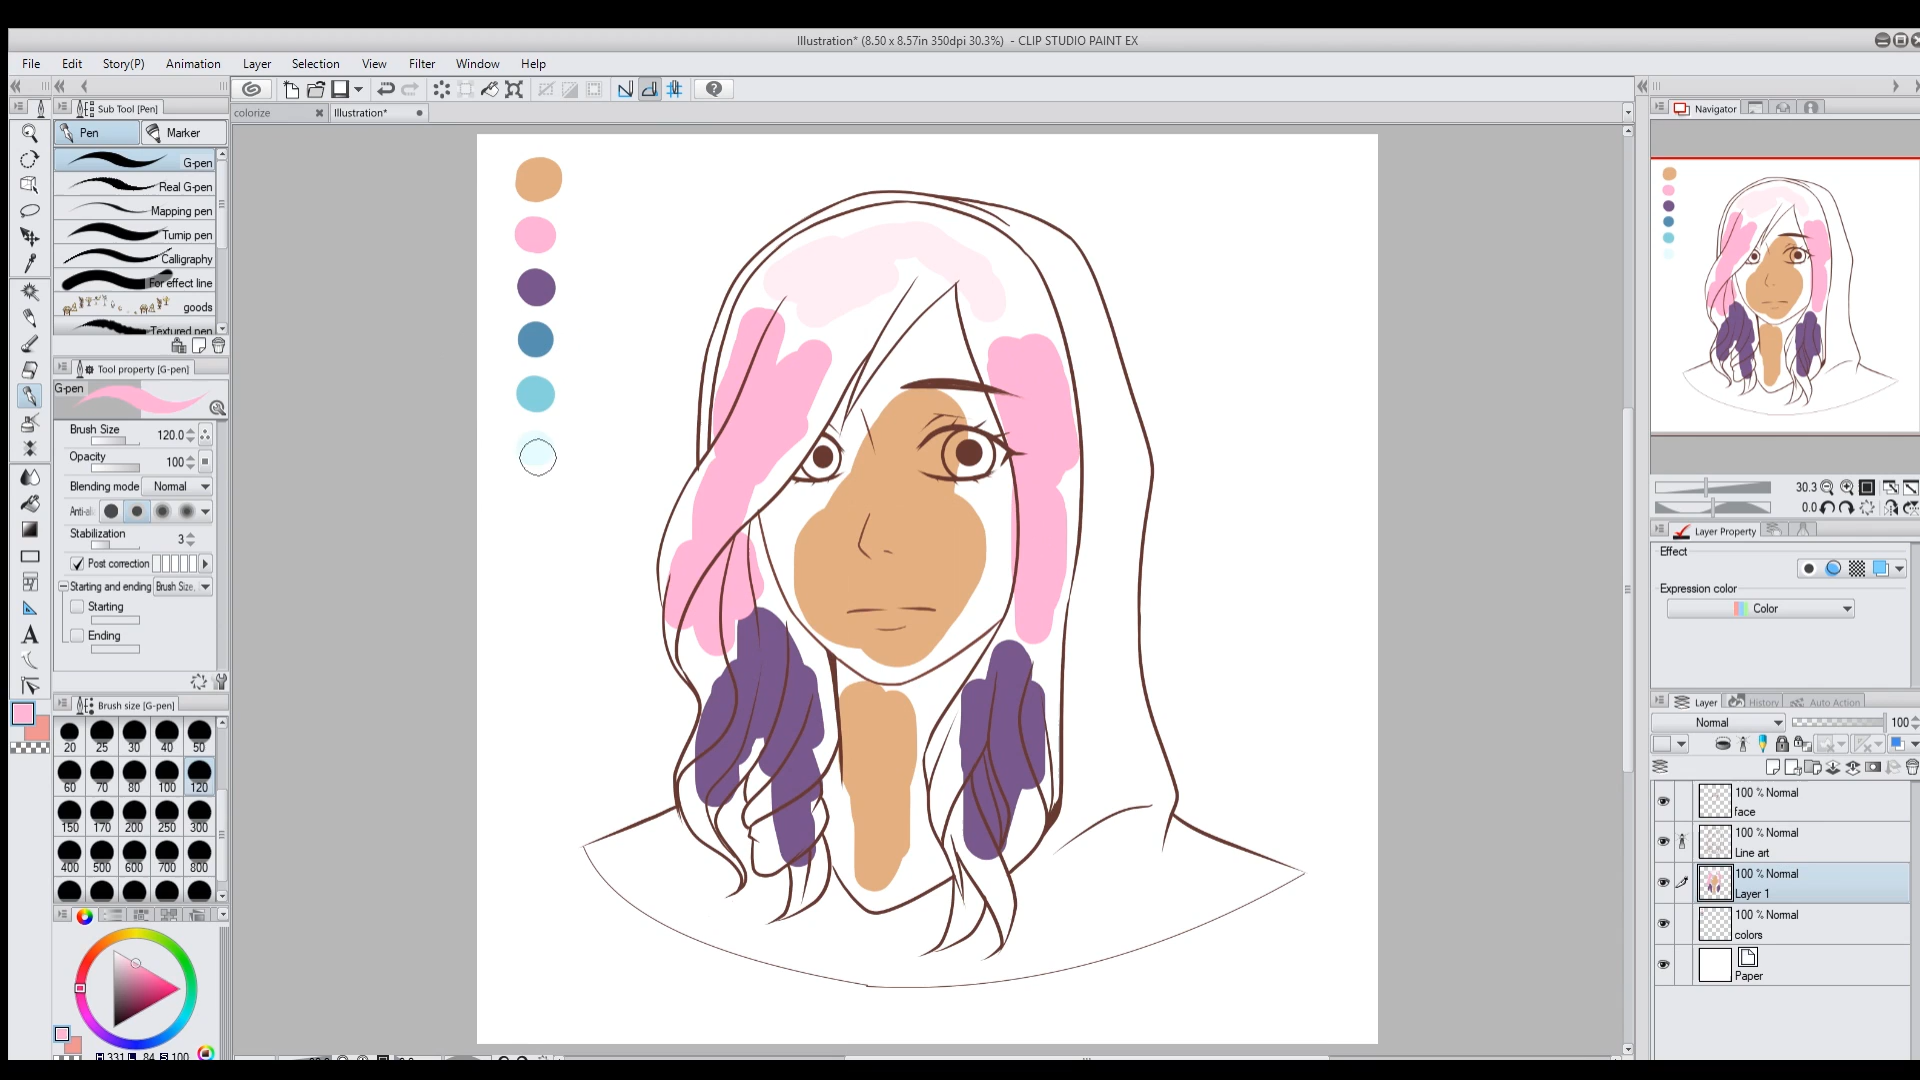 Illustration* (8.50 x 8.57in 350dpi 30.3%) - CLIP STUDIO PAINT EX
File Edit Story(P) Animation Layer Selection View Filter Window Help
Sub Tool [Pen]
colorize
Illustration*
Pen
Marker
G-pen
Real G-pen
Mapping pen
Turnip pen
Calligraphy
For effect line
goods
Textured pen
Tool property [G-pen]
G-pen
Brush Size 120.0
Opacity 100
Blending mode Normal
Anti-ali
Stabilization 3
Post correction
Starting and ending Brush Size,
Starting
Ending
Brush size [G-pen]
20 25 30 40 50
60 70 80 100 120
150 170 200 250 300
400 500 600 700 800
H 331 L 84 S 100
Navigator
30.3
0.0
Layer Property
Effect
Expression color
Color
Layer History Auto Action
Normal 100
100 % Normal
face
100 % Normal
Line art
100 % Normal
Layer 1
100 % Normal
colors
Paper